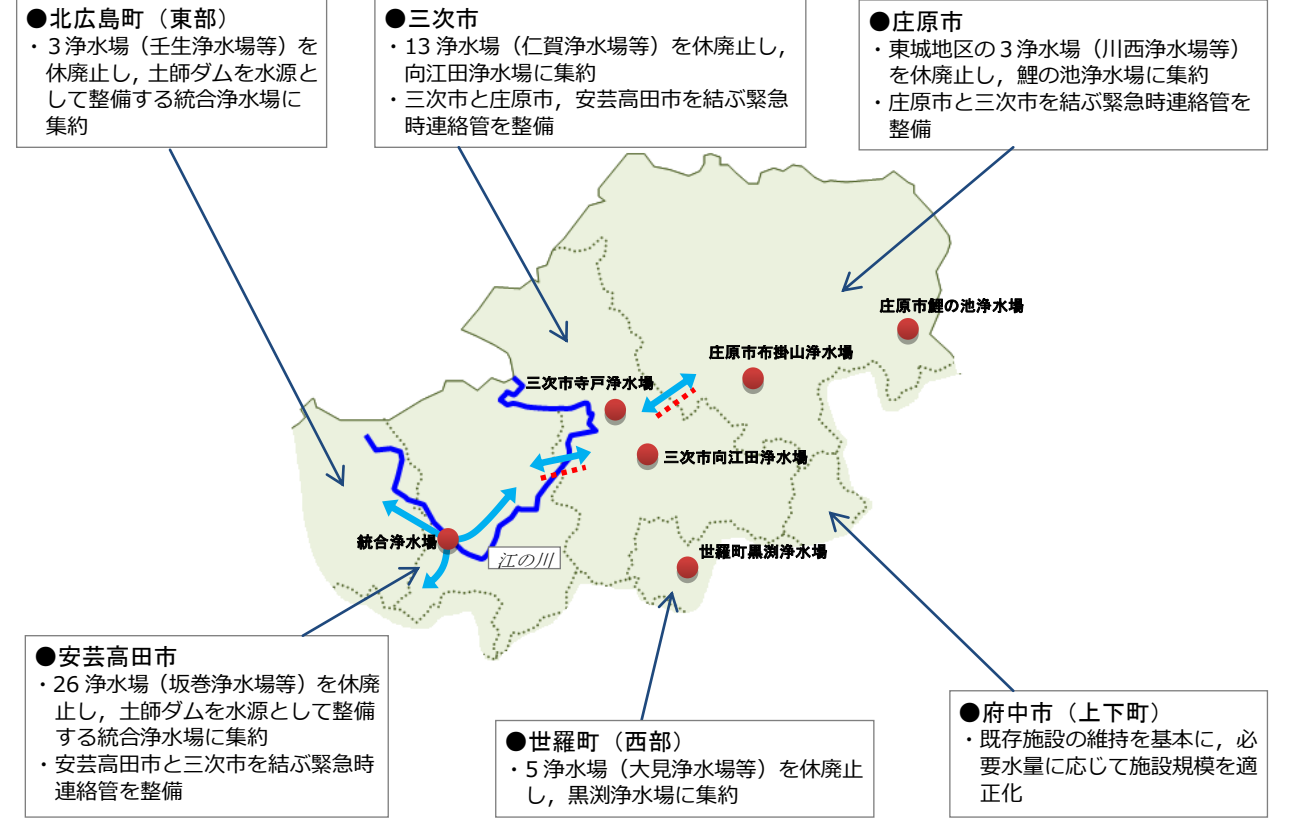 ●北広島町（東部）
・３浄水場（壬生浄水場等）を
休廃止し，土師ダムを水源と
して整備する統合浄水場に
集約
●三次市
・13 浄水場（仁賀浄水場等）を休廃止し，
向江田浄水場に集約
・三次市と庄原市，安芸高田市を結ぶ緊急
時連絡管を整備
●庄原市
・東城地区の３浄水場（川西浄水場等）
を休廃止し，鯉の池浄水場に集約
・庄原市と三次市を結ぶ緊急時連絡管を
整備
庄原市鯉の池浄水場
庄原市布掛山浄水場
三次市寺戸浄水場
三次市向江田浄水場
統合浄水場
江の川
世羅町黒渕浄水場
●安芸高田市
・26 浄水場（坂巻浄水場等）を休廃
止し，土師ダムを水源として整備
する統合浄水場に集約
・安芸高田市と三次市を結ぶ緊急時
連絡管を整備
●世羅町（西部）
・5 浄水場（大見浄水場等）を休廃止
し，黒渕浄水場に集約
●府中市（上下町）
・既存施設の維持を基本に，必
要水量に応じて施設規模を適
正化